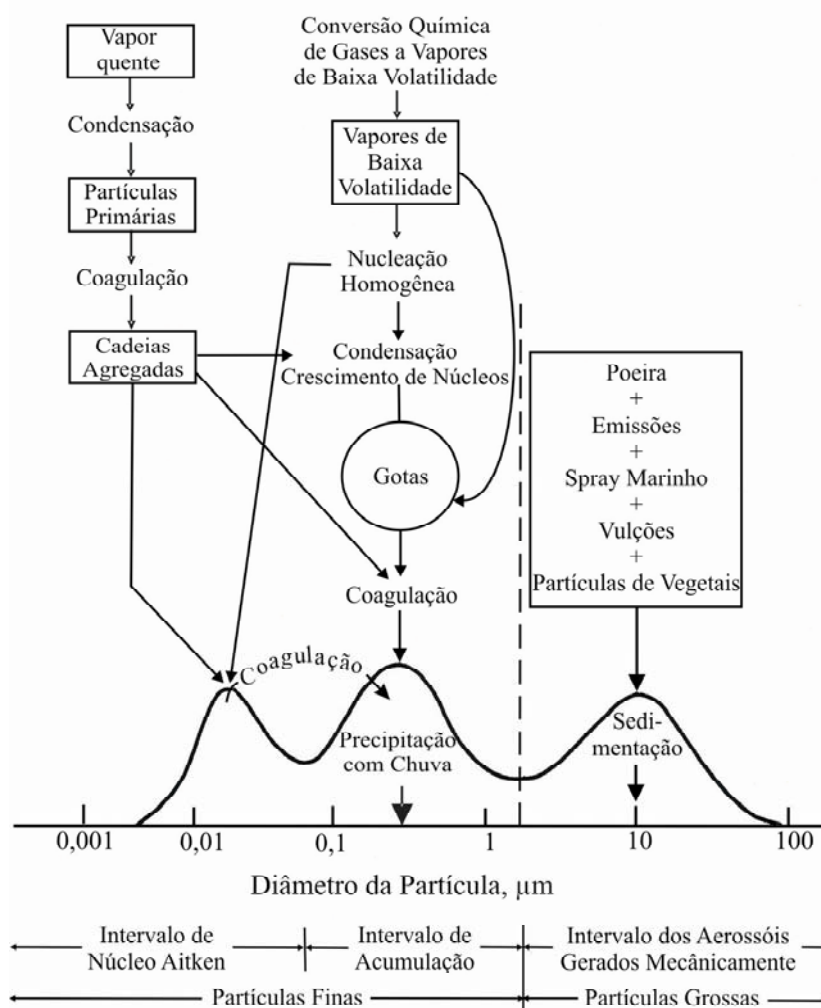 Vapor
quente
Condensação
Partículas
Primárias
Coagulação
Cadeias
Agregadas
Conversão Química
de Gases a Vapores
de Baixa Volatilidade
Vapores de
Baixa
Volatilidade
Nucleação
Homogênea
Condensação
Crescimento de Núcleos
Gotas
Coagulação
Poeira
+
Emissões
+
Spray Marinho
+
Vulções
+
Partículas de Vegetais
Coagulação
Precipitação
com Chuva
Sedi-
mentação
0,001 0,01 0,1 1 10 100
Diâmetro da Partícula, µm
Intervalo de
Núcleo Aitken
Intervalo de
Acumulação
Intervalo dos Aerossóis
Gerados Mecânicamente
Partículas Finas
Partículas Grossas